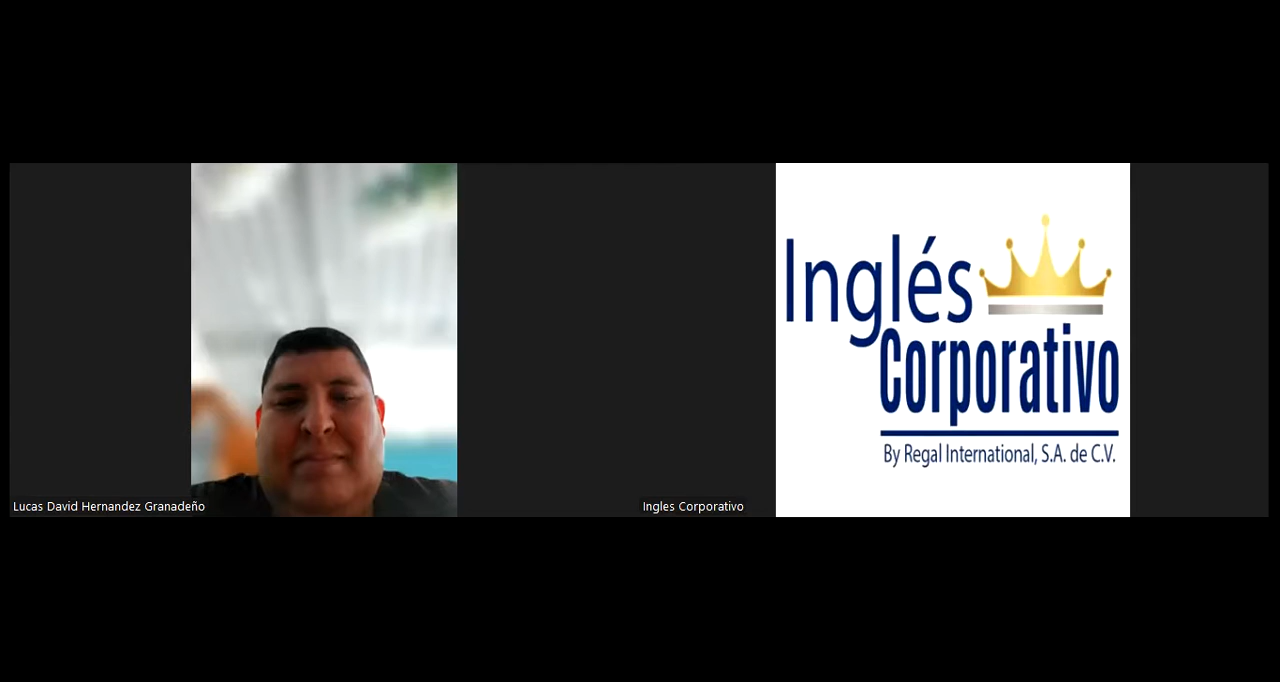 Inglés
Corporativo
By Regal International, S.A. de C.V.
Lucas David Hernandez Granadeño
Ingles Corporativo